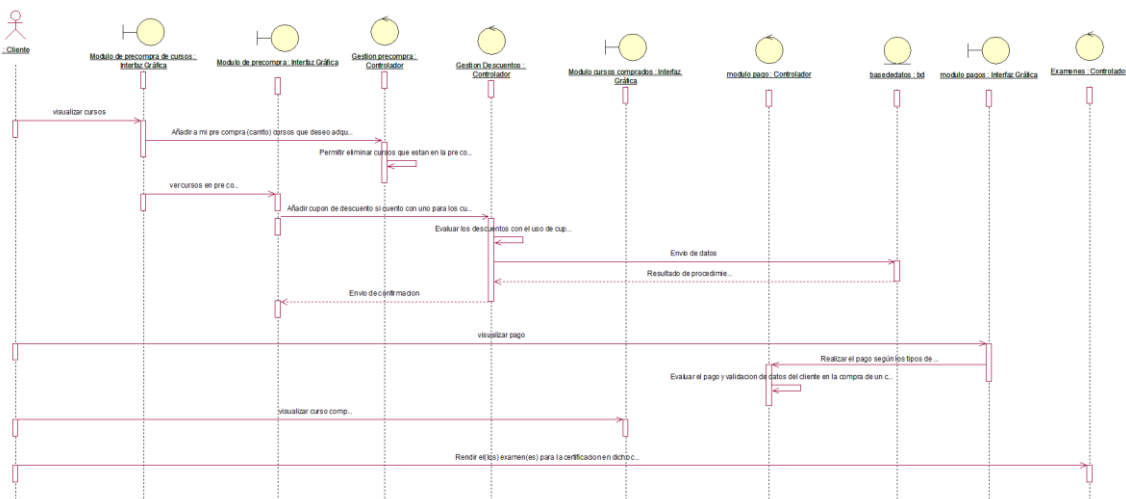 : Cliente
Modulo de precompra de cursos :
Interfaz Gráfica
Modulo de precompra : Interfaz Gráfica
Gestion precompra :
Controlador
Gestion Descuentos :
Controlador
Modulo cursos comprados : Interfaz
Gráfica
modulo pago : Controlador
basededatos : bd
modulo pagos : Interfaz Gráfica
Examenes : Controlado
visualizar cursos
Añadir a mi pre compra (carrito) cursos que deseo adqu...
Permitir eliminar cursos que estan en la pre co...
ver cursos en pre co...
Añadir cupon de descuento si cuento con uno para los cu...
Evaluar los descuentos con el uso de cup...
Envio de datos
Resultado de procedimie...
Envio de confirmacion
visualizar pago
Realizar el pago según los tipos de ...
Evaluar el pago y validacion de datos del cliente en la compra de un c...
visualizar curso comp...
Rendir el(los) examen(es) para la certificacion en dicho c...